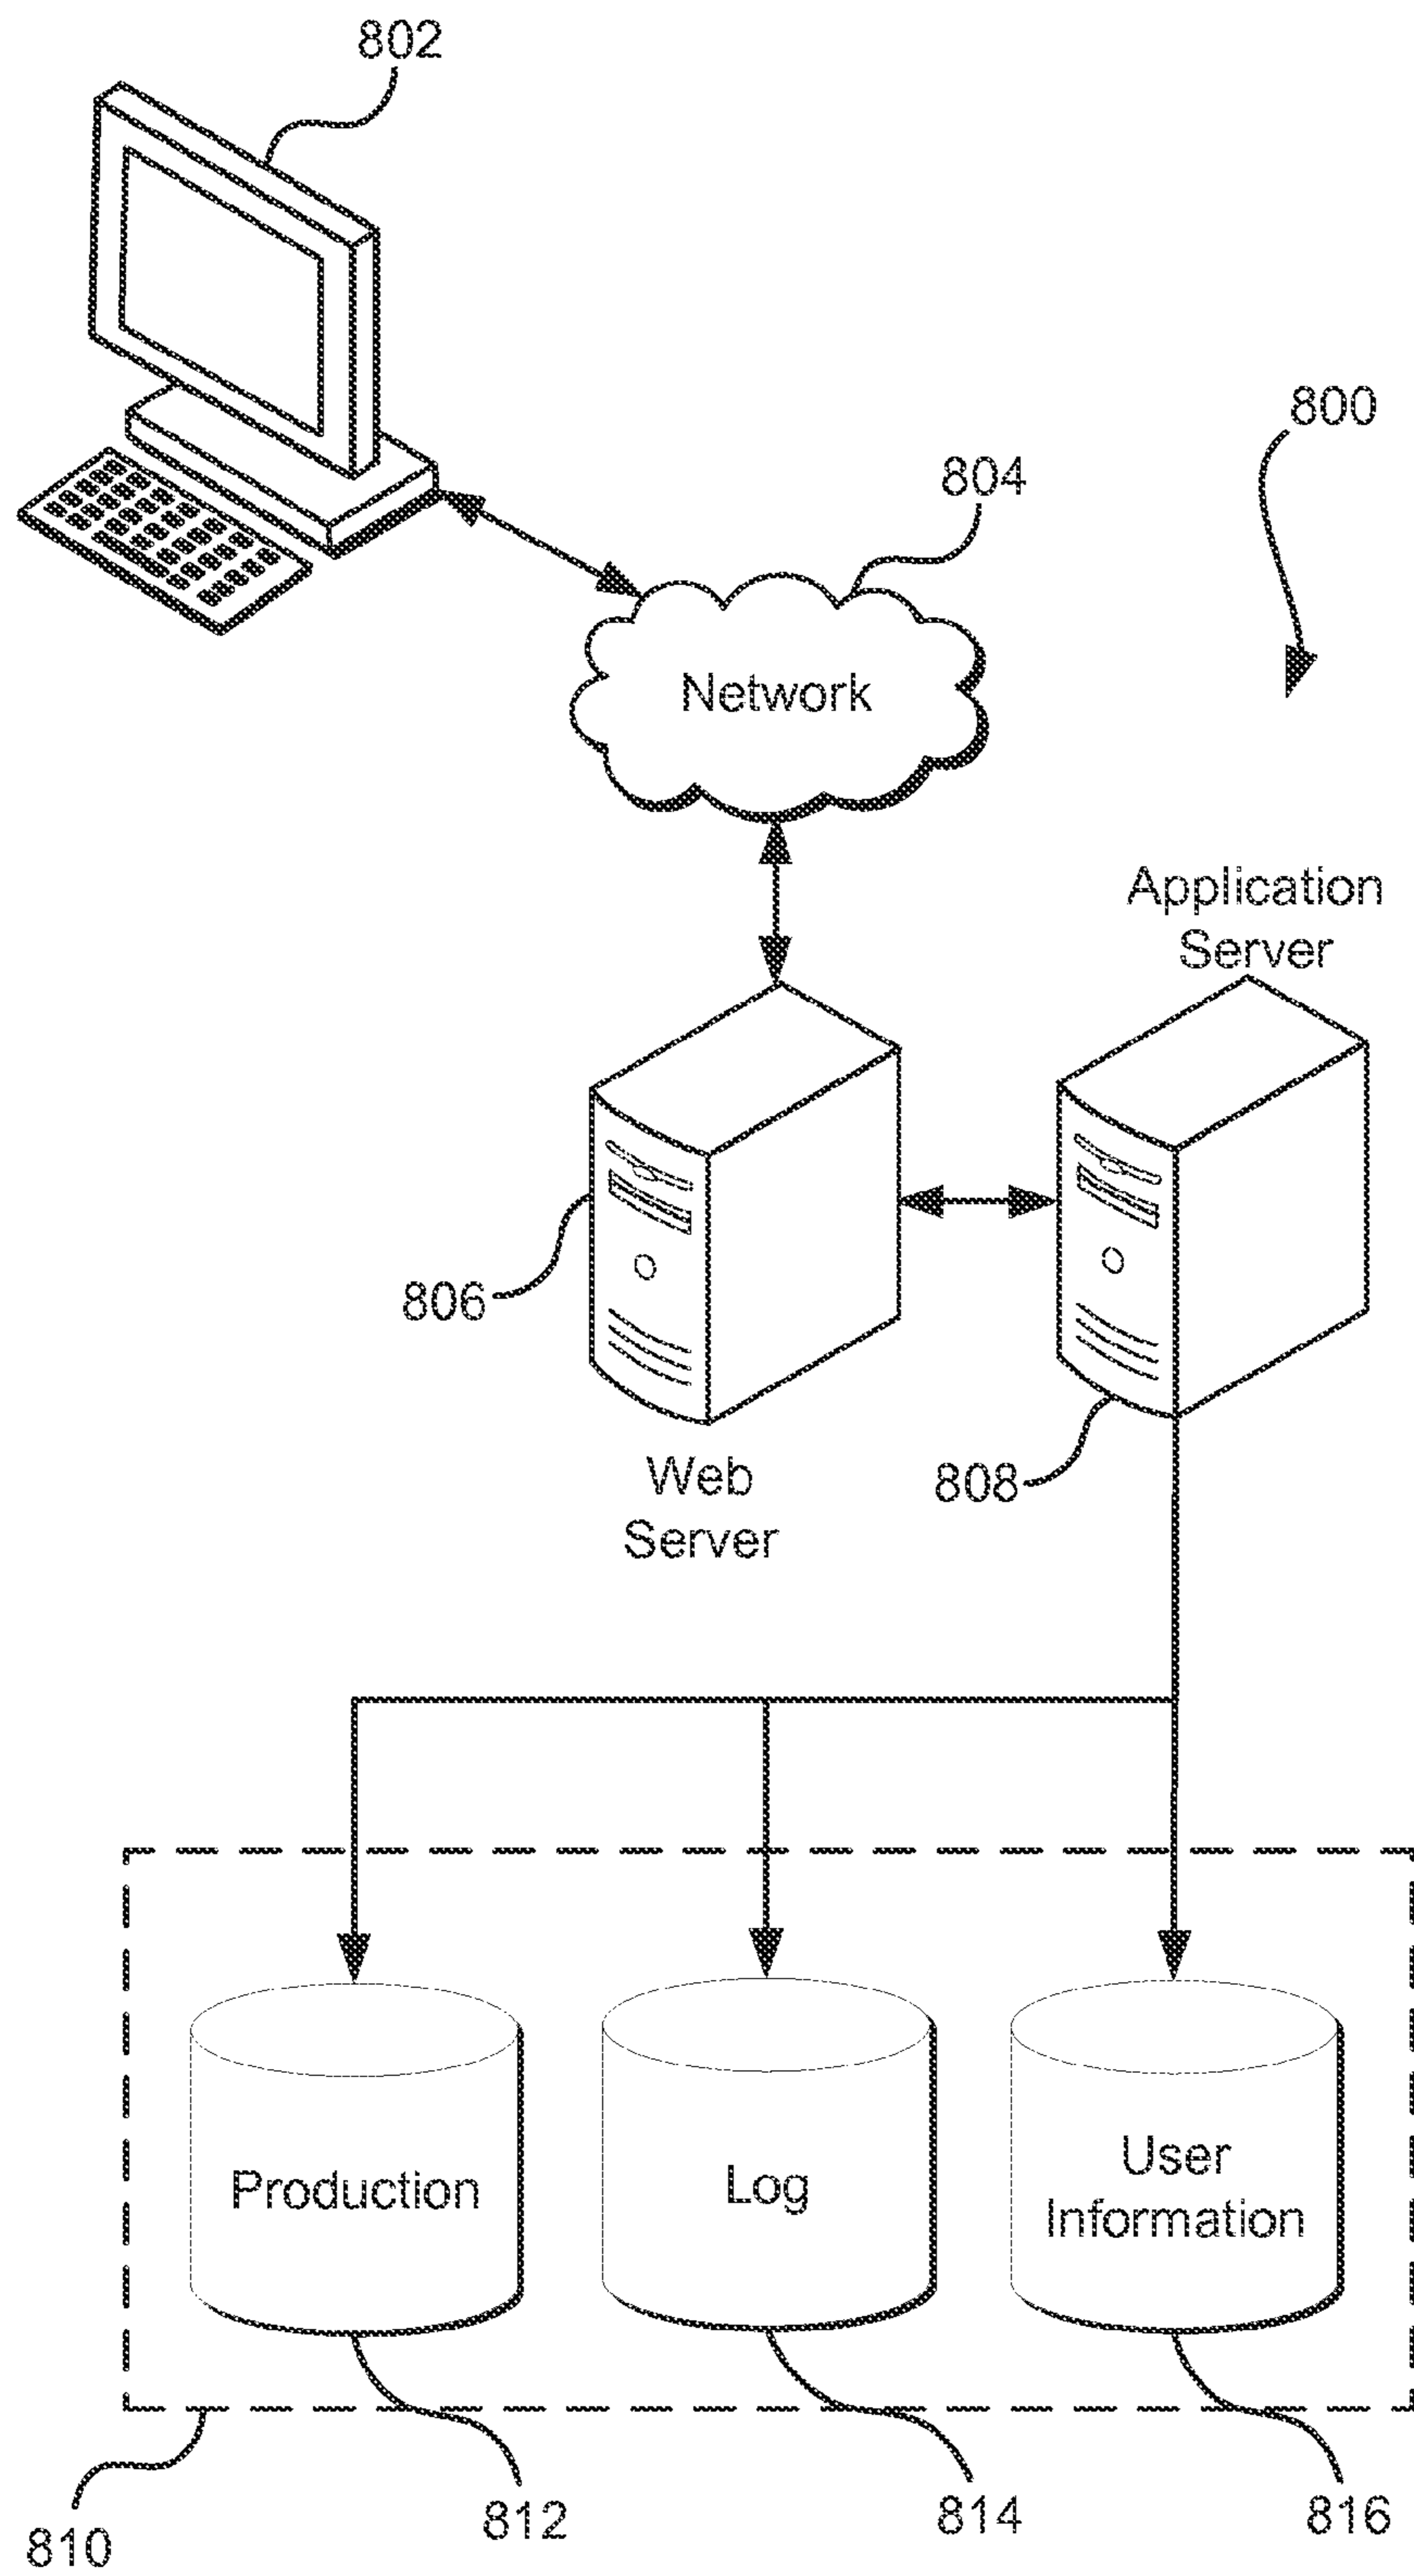 802
800
804
Network
Application
Server
806
808
Web
Server
Production
Log
User
Information
810
812
814
816